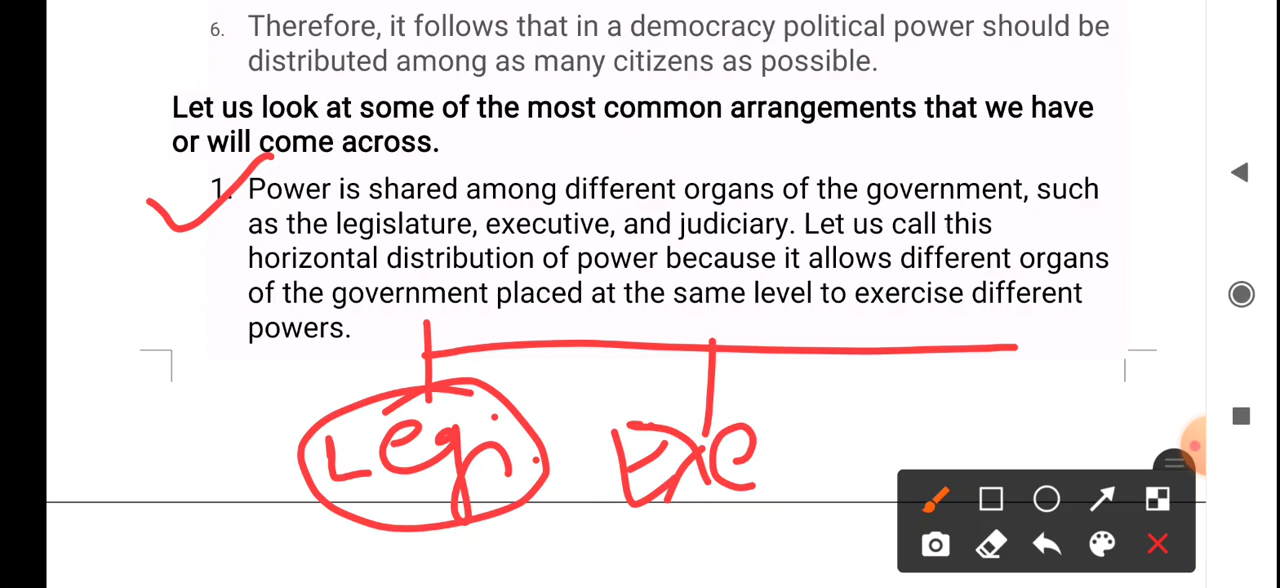 6. Therefore, it follows that in a democracy political power should be
distributed among as many citizens as possible.
Let us look at some of the most common arrangements that we have
or will come across.
1. Power is shared among different organs of the government, such
as the legislature, executive, and judiciary. Let us call this
horizontal distribution of power because it allows different organs
of the government placed at the same level to exercise different
powers.
Legi. Exe